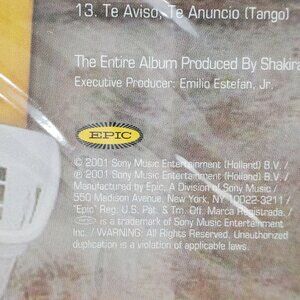 13. Te Aviso, Te Anuncio (Tango)
The Entire Album Produced By Shakira
Executive Producer: Emilio Estefan, Jr.
EPIC
© 2001 Sony Music Entertainment (Holland) B.V./
℗ 2001 Sony Music Entertainment (Holland) B.V./
Manufactured by Epic, A Division of Sony Music/
550 Madison Avenue, New York, NY 10022-3211/
"Epic" Reg. U.S. Pat. & Tm. Off. Marca Registrada./
is a trademark of Sony Music Entertainment
Inc./ WARNING: All Rights Reserved. Unauthorized
duplication is a violation of applicable laws.